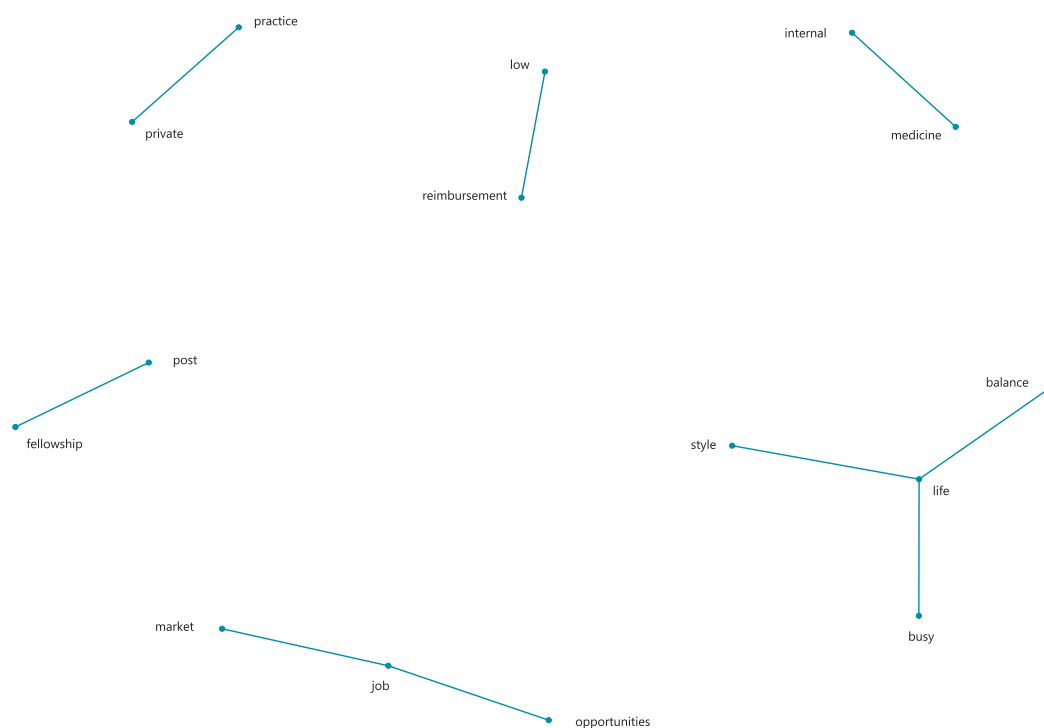 practice
internal
low
private
medicine
reimbursement
post
balance
fellowship
style
life
market
busy
job
opportunities